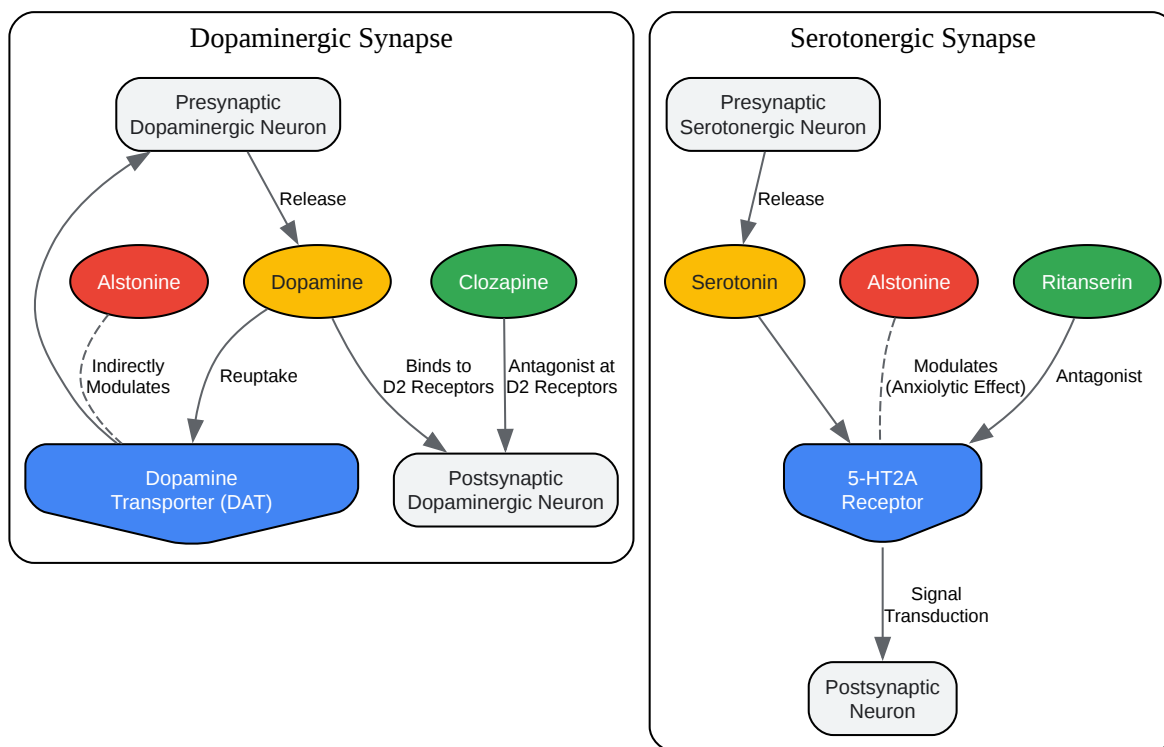 Dopaminergic Synapse
Presynaptic
Dopaminergic Neuron
Release
Alstonine
Dopamine
Clozapine
Indirectly
Modulates
Reuptake
Binds to
D2 Receptors
Antagonist at
D2 Receptors
Dopamine
Transporter (DAT)
Postsynaptic
Dopaminergic Neuron
Serotonergic Synapse
Presynaptic
Serotonergic Neuron
Release
Serotonin
Alstonine
Ritanserin
Modulates
(Anxiolytic Effect)
Antagonist
5-HT2A
Receptor
Signal
Transduction
Postsynaptic
Neuron